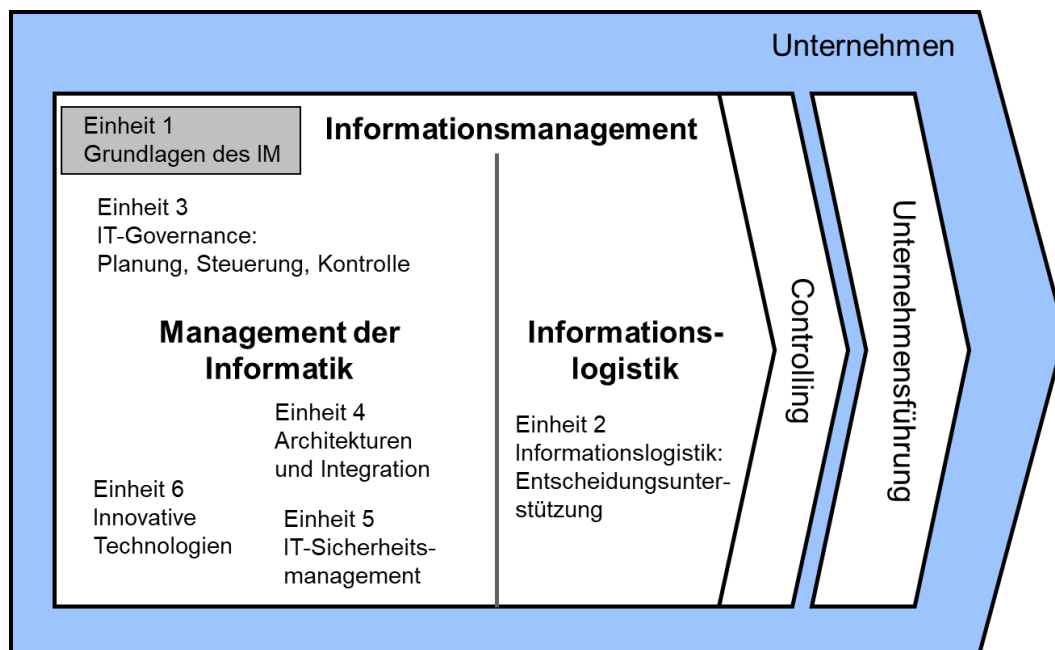 Unternehmen
Einheit 1
Grundlagen des IM
Informationsmanagement
Einheit 3
IT-Governance:
Planung, Steuerung, Kontrolle
Management der
Informatik
Einheit 4
Architekturen
und Integration
Einheit 6
Innovative
Technologien
Einheit 5
IT-Sicherheits-
management
Informations-
logistik
Einheit 2
Informationslogistik:
Entscheidungsunter-
stützung
Controlling
Unternehmensführung